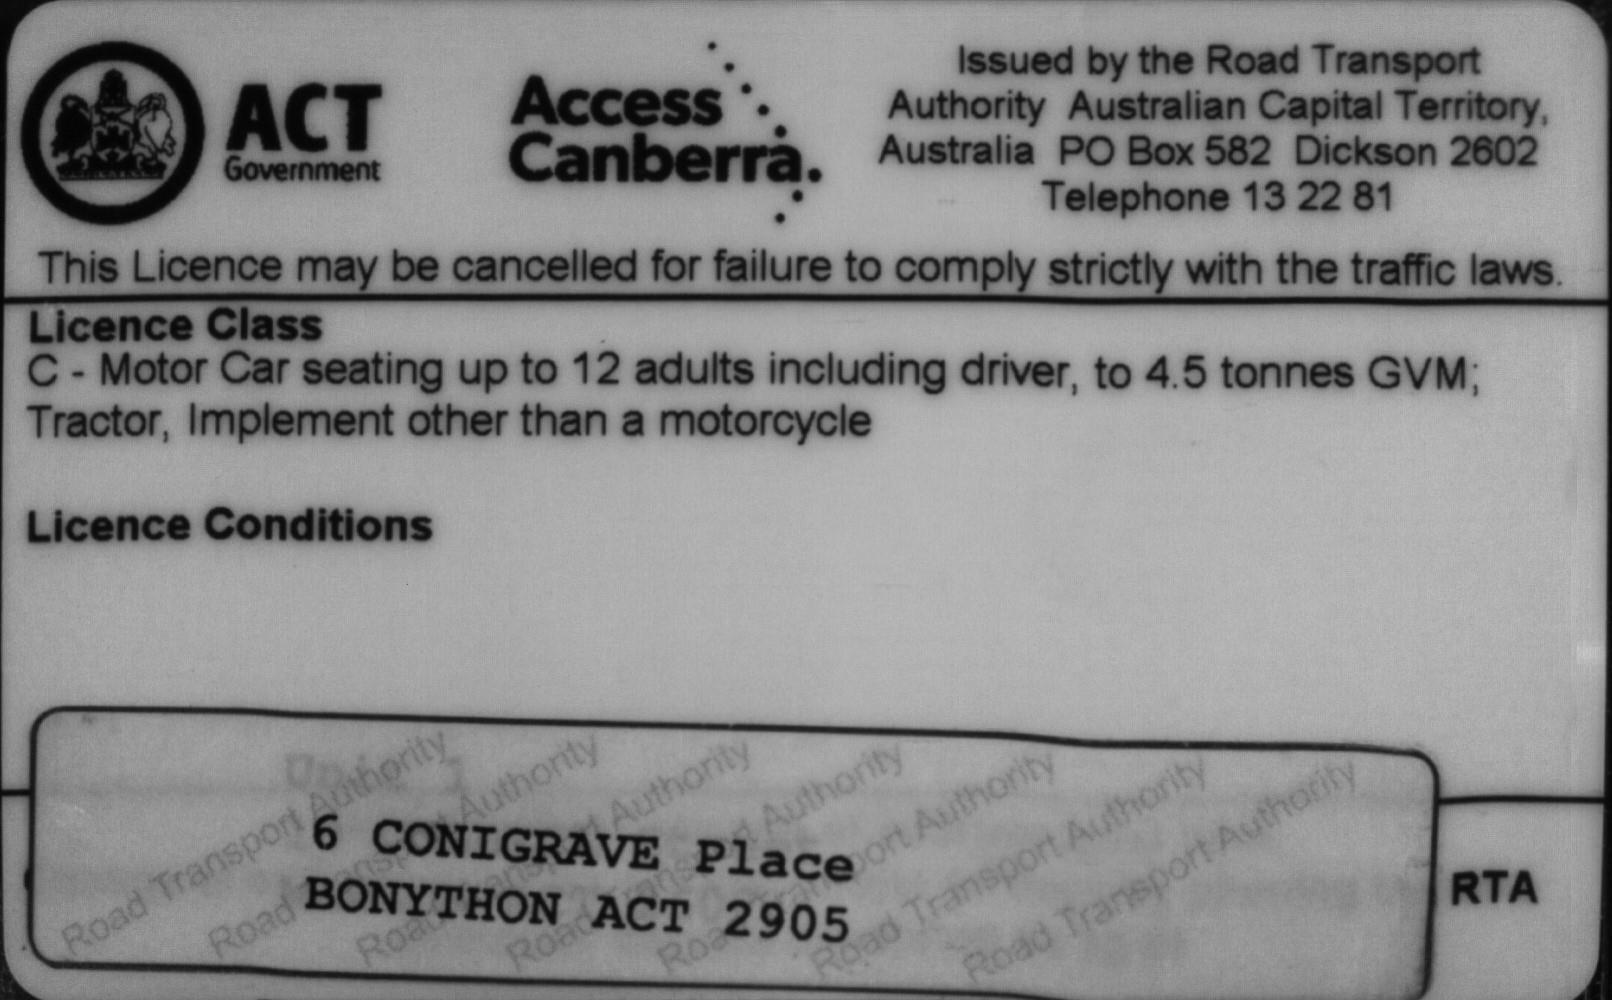 ACT
Government
Access
Canberra.
Issued by the Road Transport
Authority Australian Capital Territory,
Australia PO Box 582 Dickson 2602
Telephone 13 22 81
This Licence may be cancelled for failure to comply strictly with the traffic laws.
Licence Class
C - Motor Car seating up to 12 adults including driver, to 4.5 tonnes GVM;
Tractor, Implement other than a motorcycle
Licence Conditions
Road Transport Authority
Road Transport Authority
Road Transport Authority
Road Transport Authority
Road Transport Authority
Road Transport Authority
Road Transport Authority
6 CONIGRAVE Place
BONYTHON ACT 2905
RTA